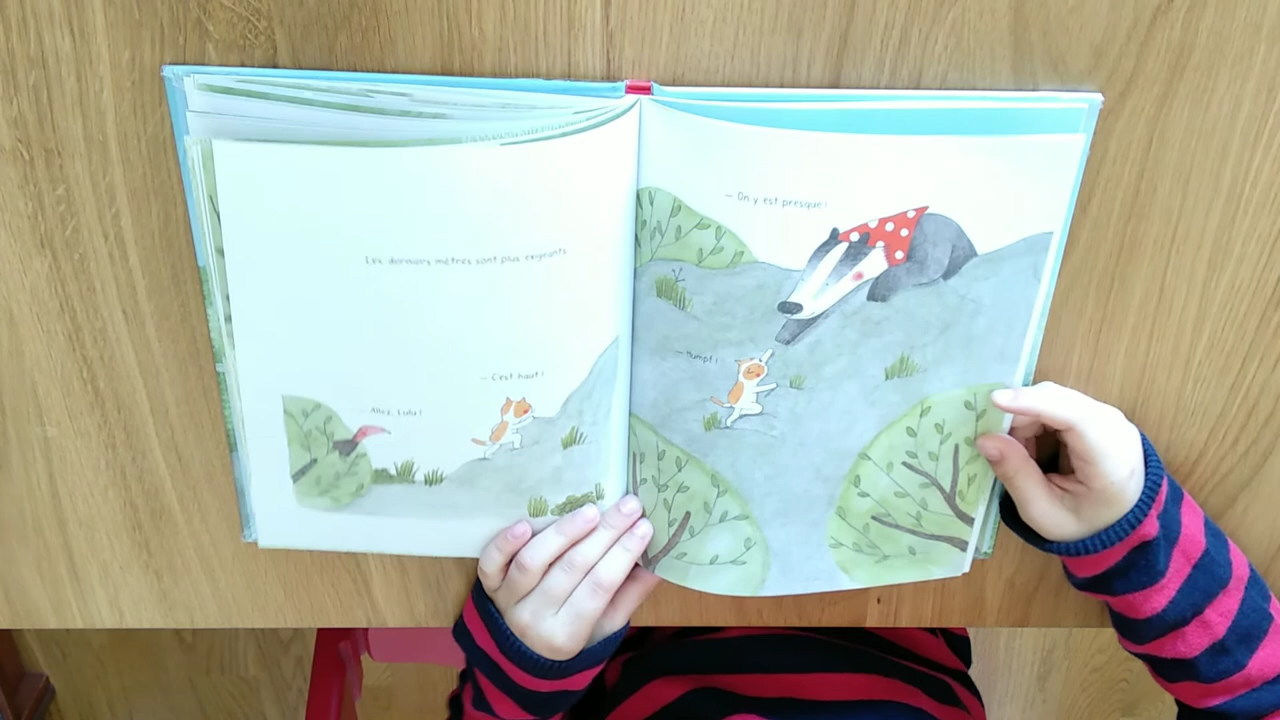 Les derniers mètres sont plus exigeants.
– C'est haut !
– Allez, Lulu !
– On y est presque !
– Humpf !